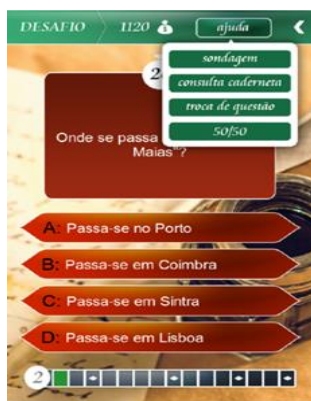 DESAFIO 1120 ajuda
sondagem
consulta caderneta
troca de questão
50/50
2
Onde se passa
Maias"?
A: Passa-se no Porto
B: Passa-se em Coimbra
C: Passa-se em Sintra
D: Passa-se em Lisboa
2